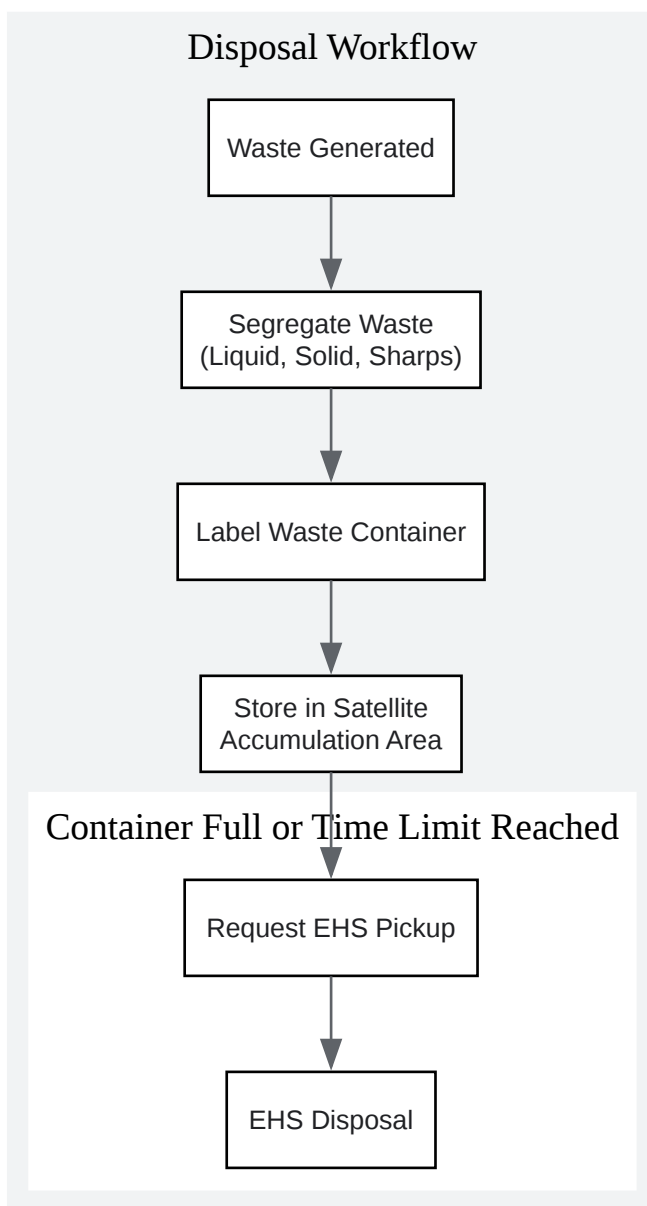 Disposal Workflow
Waste Generated
Segregate Waste
(Liquid, Solid, Sharps)
Label Waste Container
Store in Satellite
Accumulation Area
Container Full or Time Limit Reached
Request EHS Pickup
EHS Disposal